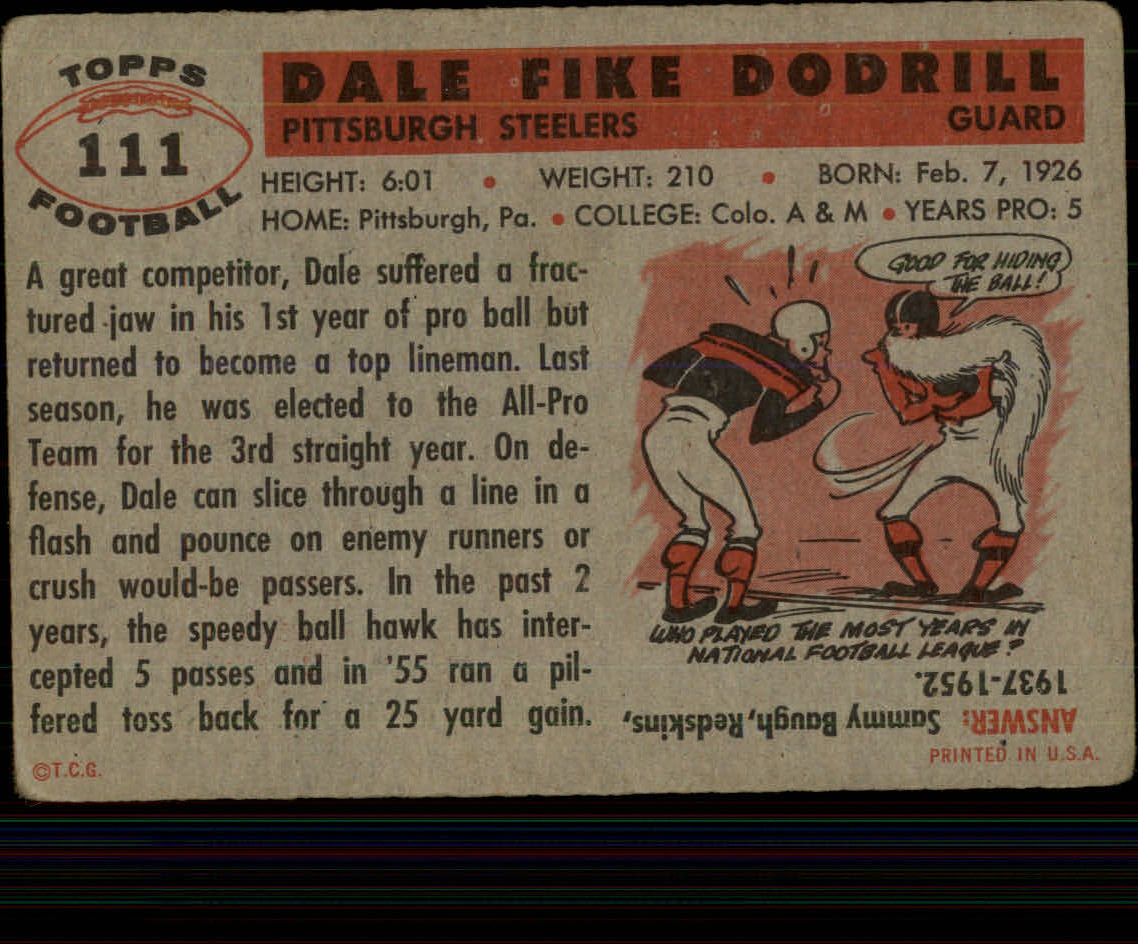 TOPPS
111
FOOTBALL
DALE FIKE DODRILL
PITTSBURGH STEELERS GUARD
HEIGHT: 6:01 • WEIGHT: 210 • BORN: Feb. 7, 1926
HOME: Pittsburgh, Pa. • COLLEGE: Colo. A & M • YEARS PRO: 5
A great competitor, Dale suffered a frac-
tured jaw in his 1st year of pro ball but
returned to become a top lineman. Last
season, he was elected to the All-Pro
Team for the 3rd straight year. On de-
fense, Dale can slice through a line in a
flash and pounce on enemy runners or
crush would-be passers. In the past 2
years, the speedy ball hawk has inter-
cepted 5 passes and in '55 ran a pil-
fered toss back for a 25 yard gain.
©T.C.G.
GOOD FOR HIDING
THE BALL!
WHO PLAYED THE MOST YEARS IN
NATIONAL FOOTBALL LEAGUE?
ANSWER: Sammy Baugh, Redskins,
1937-1952.
PRINTED IN U.S.A.